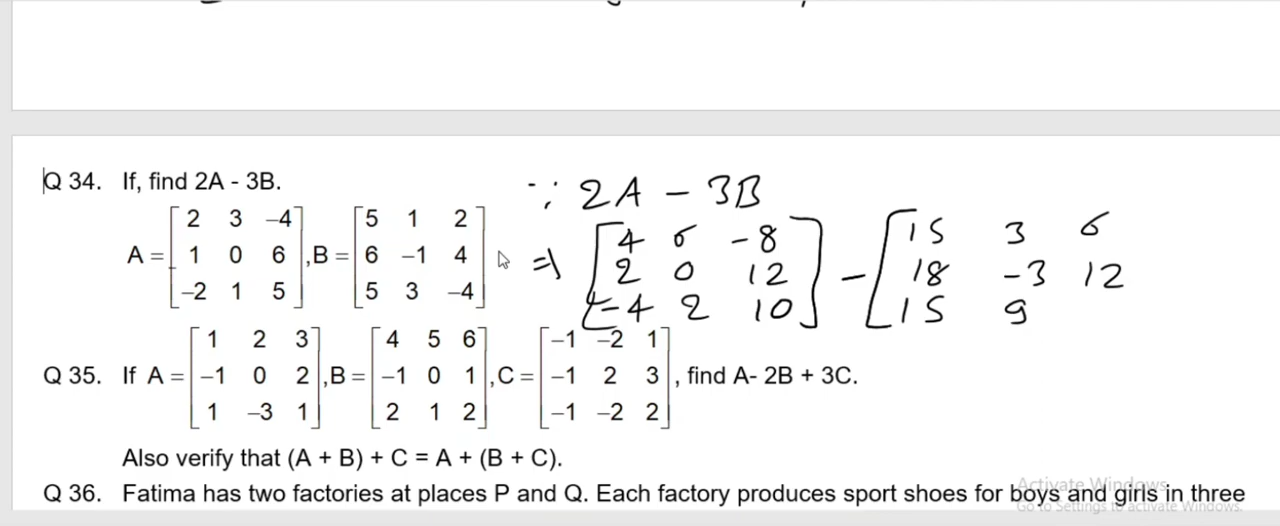 Q 34. If, find 2A - 3B.
∵ 2A - 3B
A = [2 3 -4; 1 0 6; -2 1 5], B = [5 1 2; 6 -1 4; 5 3 -4]
⇒ [4 6 -8; 2 0 12; -4 2 10] - [15 3 6; 18 -3 12; 15 9
Q 35. If A = [1 2 3; -1 0 2; 1 -3 1], B = [4 5 6; -1 0 1; 2 1 2], C = [-1 -2 1; -1 2 3; -1 -2 2], find A- 2B + 3C.
Also verify that (A + B) + C = A + (B + C).
Q 36. Fatima has two factories at places P and Q. Each factory produces sport shoes for boys and girls in three
Activate Windows
Go to Settings to activate Windows.